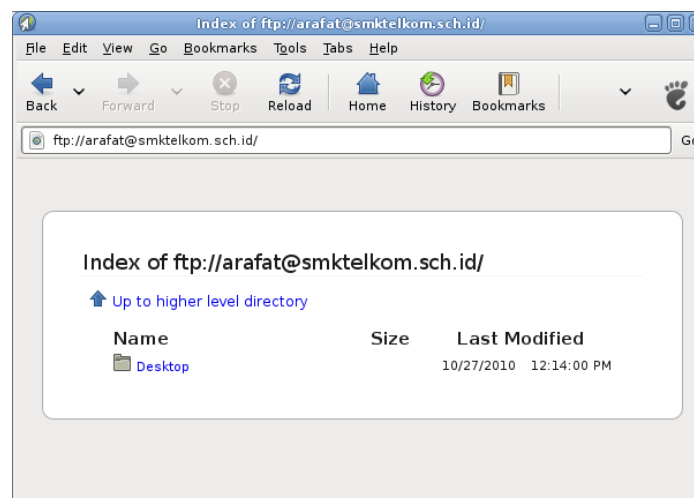 Index of ftp://arafat@smktelkom.sch.id/
File Edit View Go Bookmarks Tools Tabs Help
Back Forward Stop Reload Home History Bookmarks
ftp://arafat@smktelkom.sch.id/
Index of ftp://arafat@smktelkom.sch.id/
Up to higher level directory
Name Size Last Modified
Desktop 10/27/2010 12:14:00 PM